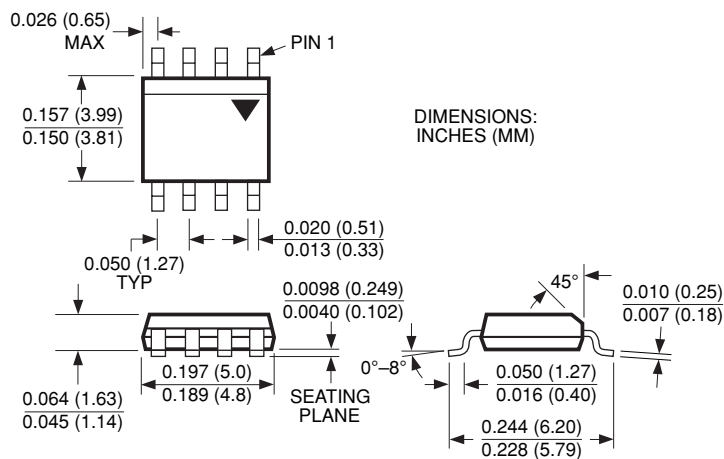 0.026 (0.65)
MAX
PIN 1
0.157 (3.99)
0.150 (3.81)
DIMENSIONS:
INCHES (MM)
0.020 (0.51)
0.013 (0.33)
0.050 (1.27)
TYP
0.0098 (0.249)
0.0040 (0.102)
45°
0.010 (0.25)
0.007 (0.18)
0°–8°
0.064 (1.63)
0.045 (1.14)
0.197 (5.0)
0.189 (4.8)
SEATING
PLANE
0.050 (1.27)
0.016 (0.40)
0.244 (6.20)
0.228 (5.79)